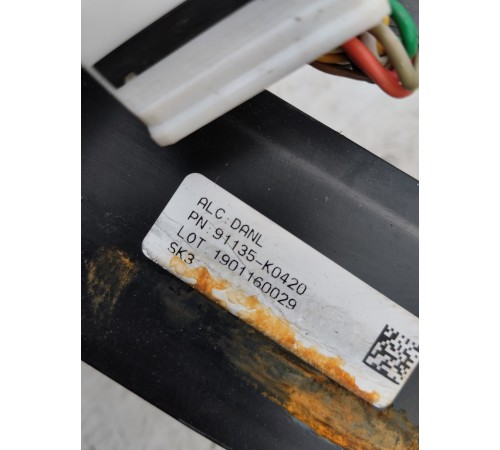 ALC:DANL
PN:91135-K0420
LOT 1901160029
SK3